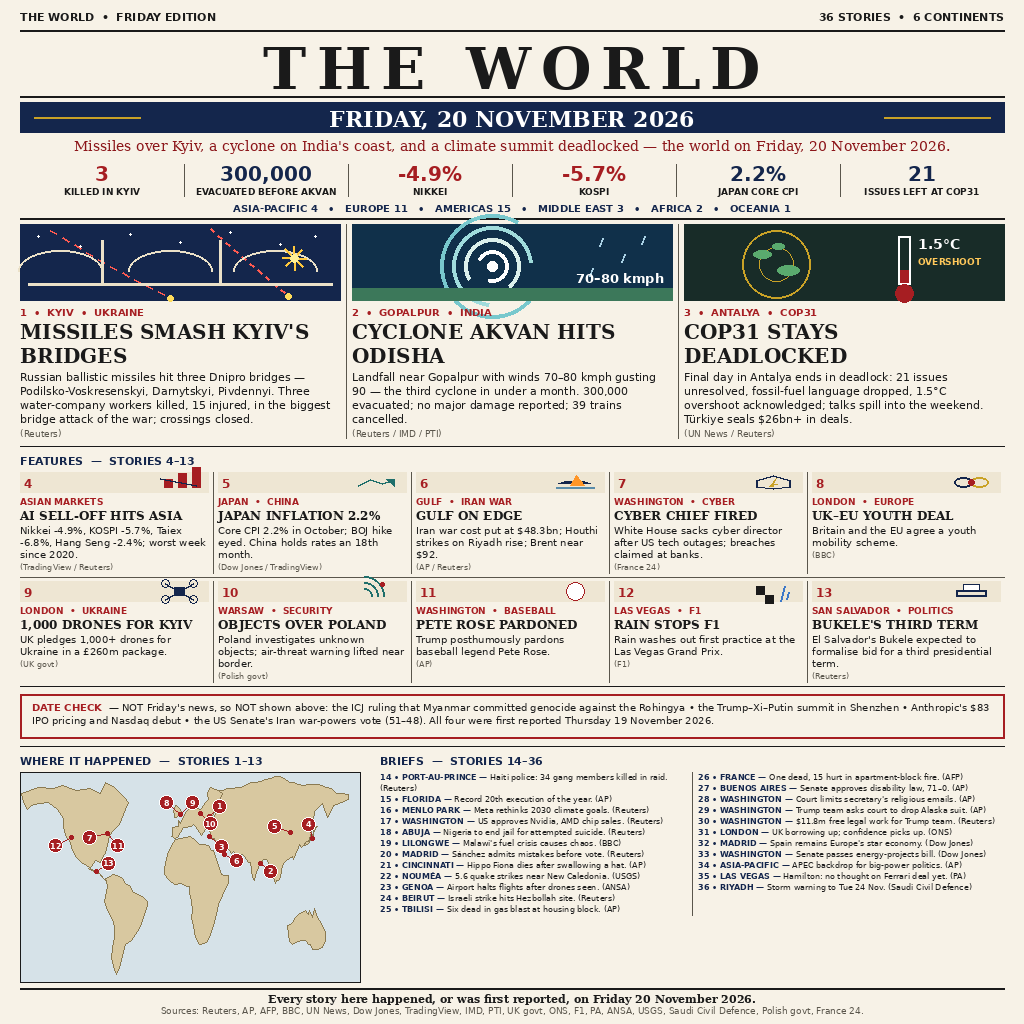 THE WORLD • FRIDAY EDITION
36 STORIES • 6 CONTINENTS
THE WORLD
FRIDAY, 20 NOVEMBER 2026
Missiles over Kyiv, a cyclone on India's coast, and a climate summit deadlocked — the world on Friday, 20 November 2026.
3
KILLED IN KYIV
300,000
EVACUATED BEFORE AKVAN
-4.9%
NIKKEI
-5.7%
KOSPI
2.2%
JAPAN CORE CPI
21
ISSUES LEFT AT COP31
ASIA-PACIFIC 4 • EUROPE 11 • AMERICAS 15 • MIDDLE EAST 3 • AFRICA 2 • OCEANIA 1
1 • KYIV • UKRAINE
MISSILES SMASH KYIV'S
BRIDGES
Russian ballistic missiles hit three Dnipro bridges —
Podilsko-Voskresenskyi, Darnytskyi, Pivdennyi. Three
water-company workers killed, 15 injured, in the biggest
bridge attack of the war; crossings closed.
(Reuters)
70–80 kmph
2 • GOPALPUR • INDIA
CYCLONE AKVAN HITS
ODISHA
Landfall near Gopalpur with winds 70–80 kmph gusting
90 — the third cyclone in under a month. 300,000
evacuated; no major damage reported; 39 trains
cancelled.
(Reuters / IMD / PTI)
1.5°C
OVERSHOOT
3 • ANTALYA • COP31
COP31 STAYS
DEADLOCKED
Final day in Antalya ends in deadlock: 21 issues
unresolved, fossil-fuel language dropped, 1.5°C
overshoot acknowledged; talks spill into the weekend.
Türkiye seals $26bn+ in deals.
(UN News / Reuters)
FEATURES — STORIES 4–13
4
ASIAN MARKETS
AI SELL-OFF HITS ASIA
Nikkei -4.9%, KOSPI -5.7%, Taiex
-6.8%, Hang Seng -2.4%; worst week
since 2020.
(TradingView / Reuters)
5
JAPAN • CHINA
JAPAN INFLATION 2.2%
Core CPI 2.2% in October; BOJ hike
eyed. China holds rates an 18th
month.
(Dow Jones / TradingView)
6
GULF • IRAN WAR
GULF ON EDGE
Iran war cost put at $48.3bn; Houthi
strikes on Riyadh rise; Brent near
$92.
(AP / Reuters)
7
WASHINGTON • CYBER
CYBER CHIEF FIRED
White House sacks cyber director
after US tech outages; breaches
claimed at banks.
(France 24)
8
LONDON • EUROPE
UK–EU YOUTH DEAL
Britain and the EU agree a youth
mobility scheme.
(BBC)
9
LONDON • UKRAINE
1,000 DRONES FOR KYIV
UK pledges 1,000+ drones for
Ukraine in a £260m package.
(UK govt)
10
WARSAW • SECURITY
OBJECTS OVER POLAND
Poland investigates unknown
objects; air-threat warning lifted near
border.
(Polish govt)
11
WASHINGTON • BASEBALL
PETE ROSE PARDONED
Trump posthumously pardons
baseball legend Pete Rose.
(AP)
12
LAS VEGAS • F1
RAIN STOPS F1
Rain washes out first practice at the
Las Vegas Grand Prix.
(F1)
13
SAN SALVADOR • POLITICS
BUKELE'S THIRD TERM
El Salvador's Bukele expected to
formalise bid for a third presidential
term.
(Reuters)
DATE CHECK — NOT Friday's news, so NOT shown above: the ICJ ruling that Myanmar committed genocide against the Rohingya • the Trump–Xi–Putin summit in Shenzhen • Anthropic's $83
IPO pricing and Nasdaq debut • the US Senate's Iran war-powers vote (51–48). All four were first reported Thursday 19 November 2026.
WHERE IT HAPPENED — STORIES 1–13
8
9
1
10
5
4
12
7
11
13
3
6
2
BRIEFS — STORIES 14–36
14 • PORT-AU-PRINCE — Haiti police: 34 gang members killed in raid.
(Reuters)
15 • FLORIDA — Record 20th execution of the year. (AP)
16 • MENLO PARK — Meta rethinks 2030 climate goals. (Reuters)
17 • WASHINGTON — US approves Nvidia, AMD chip sales. (Reuters)
18 • ABUJA — Nigeria to end jail for attempted suicide. (Reuters)
19 • LILONGWE — Malawi's fuel crisis causes chaos. (BBC)
20 • MADRID — Sánchez admits mistakes before vote. (Reuters)
21 • CINCINNATI — Hippo Fiona dies after swallowing a hat. (AP)
22 • NOUMÉA — 5.6 quake strikes near New Caledonia. (USGS)
23 • GENOA — Airport halts flights after drones seen. (ANSA)
24 • BEIRUT — Israeli strike hits Hezbollah site. (Reuters)
25 • TBILISI — Six dead in gas blast at housing block. (AP)
26 • FRANCE — One dead, 15 hurt in apartment-block fire. (AFP)
27 • BUENOS AIRES — Senate approves disability law, 71–0. (AP)
28 • WASHINGTON — Court limits secretary's religious emails. (AP)
29 • WASHINGTON — Trump team asks court to drop Alaska suit. (AP)
30 • WASHINGTON — $11.8m free legal work for Trump team. (Reuters)
31 • LONDON — UK borrowing up; confidence picks up. (ONS)
32 • MADRID — Spain remains Europe's star economy. (Dow Jones)
33 • WASHINGTON — Senate passes energy-projects bill. (Dow Jones)
34 • ASIA-PACIFIC — APEC backdrop for big-power politics. (AP)
35 • LAS VEGAS — Hamilton: no thought on Ferrari deal yet. (PA)
36 • RIYADH — Storm warning to Tue 24 Nov. (Saudi Civil Defence)
Every story here happened, or was first reported, on Friday 20 November 2026.
Sources: Reuters, AP, AFP, BBC, UN News, Dow Jones, TradingView, IMD, PTI, UK govt, ONS, F1, PA, ANSA, USGS, Saudi Civil Defence, Polish govt, France 24.